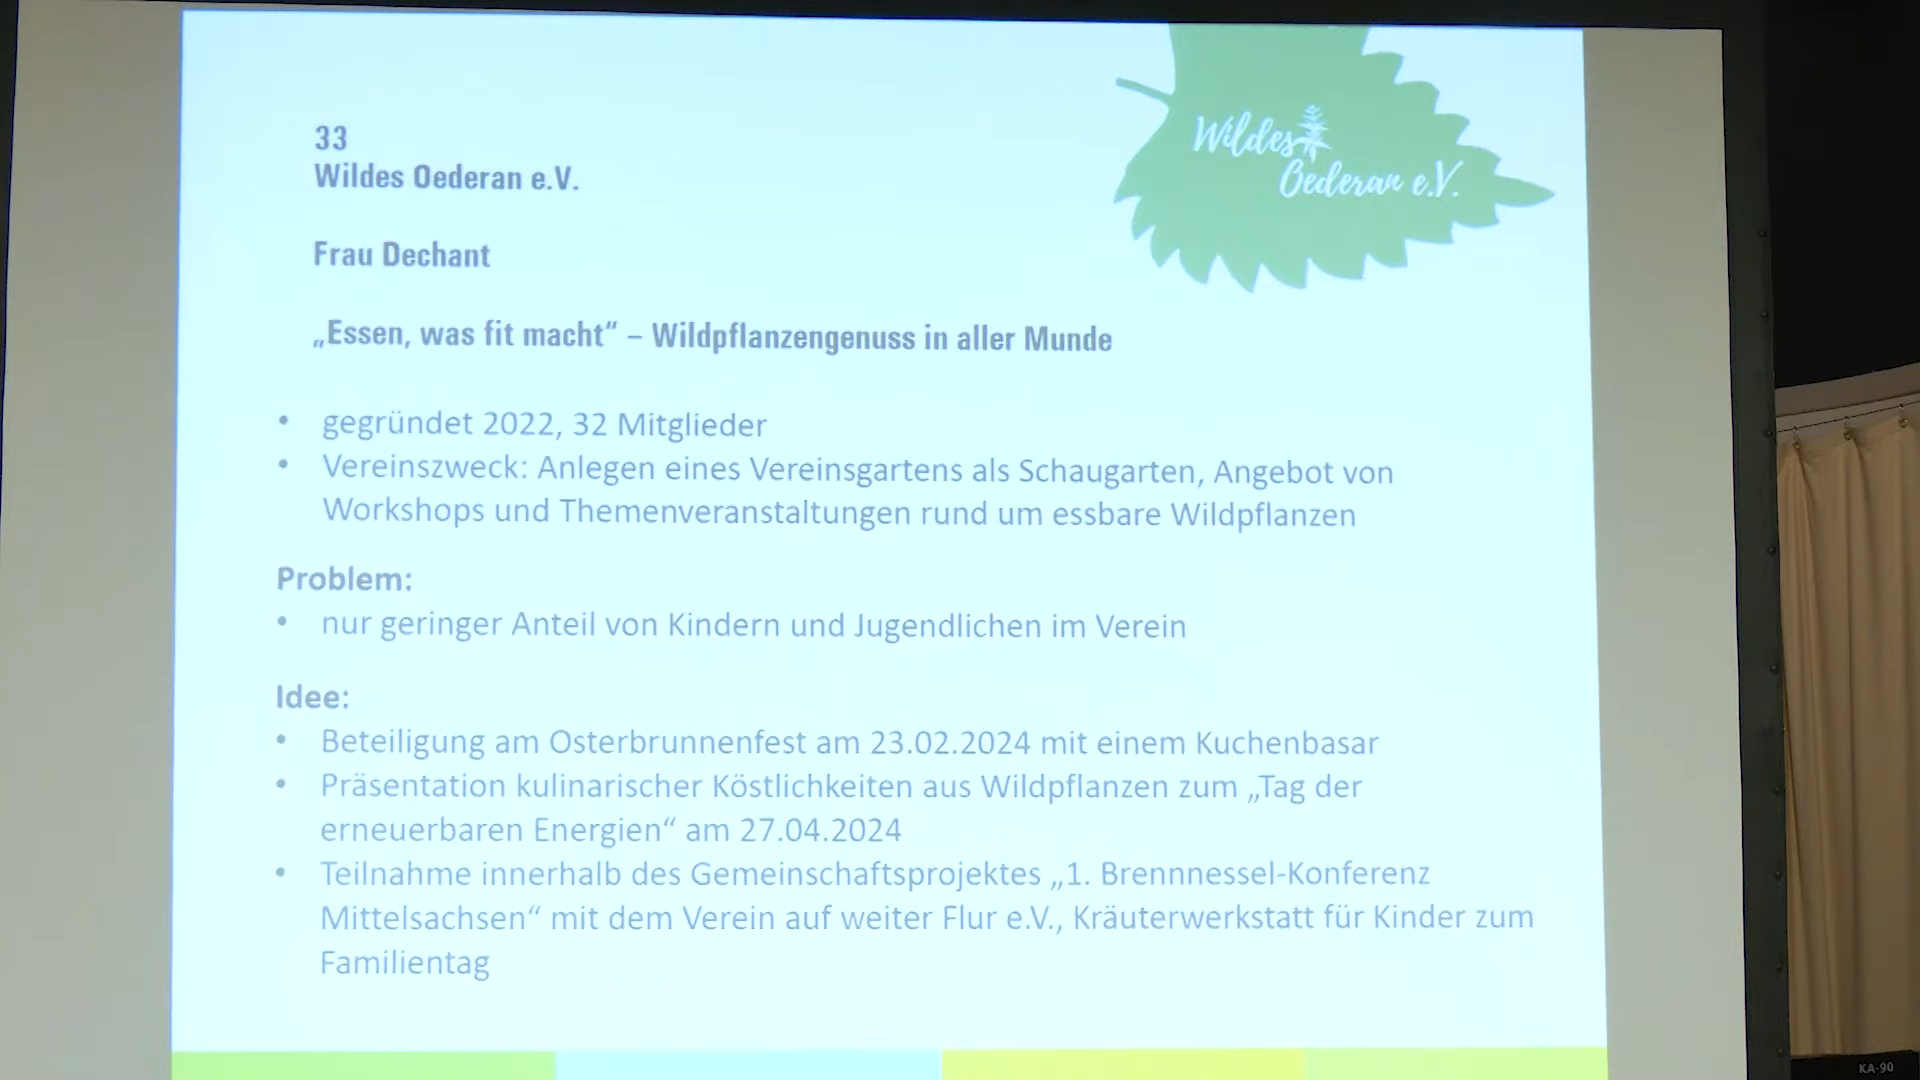 33
Wildes Oederan e.V.
Wildes
Oederan e.V.
Frau Dechant
„Essen, was fit macht“ – Wildpflanzengenuss in aller Munde
• gegründet 2022, 32 Mitglieder
• Vereinszweck: Anlegen eines Vereinsgartens als Schaugarten, Angebot von
Workshops und Themenveranstaltungen rund um essbare Wildpflanzen
Problem:
• nur geringer Anteil von Kindern und Jugendlichen im Verein
Idee:
• Beteiligung am Osterbrunnenfest am 23.02.2024 mit einem Kuchenbasar
• Präsentation kulinarischer Köstlichkeiten aus Wildpflanzen zum „Tag der
erneuerbaren Energien“ am 27.04.2024
• Teilnahme innerhalb des Gemeinschaftsprojektes „1. Brennnessel-Konferenz
Mittelsachsen“ mit dem Verein auf weiter Flur e.V., Kräuterwerkstatt für Kinder zum
Familientag
KA-90